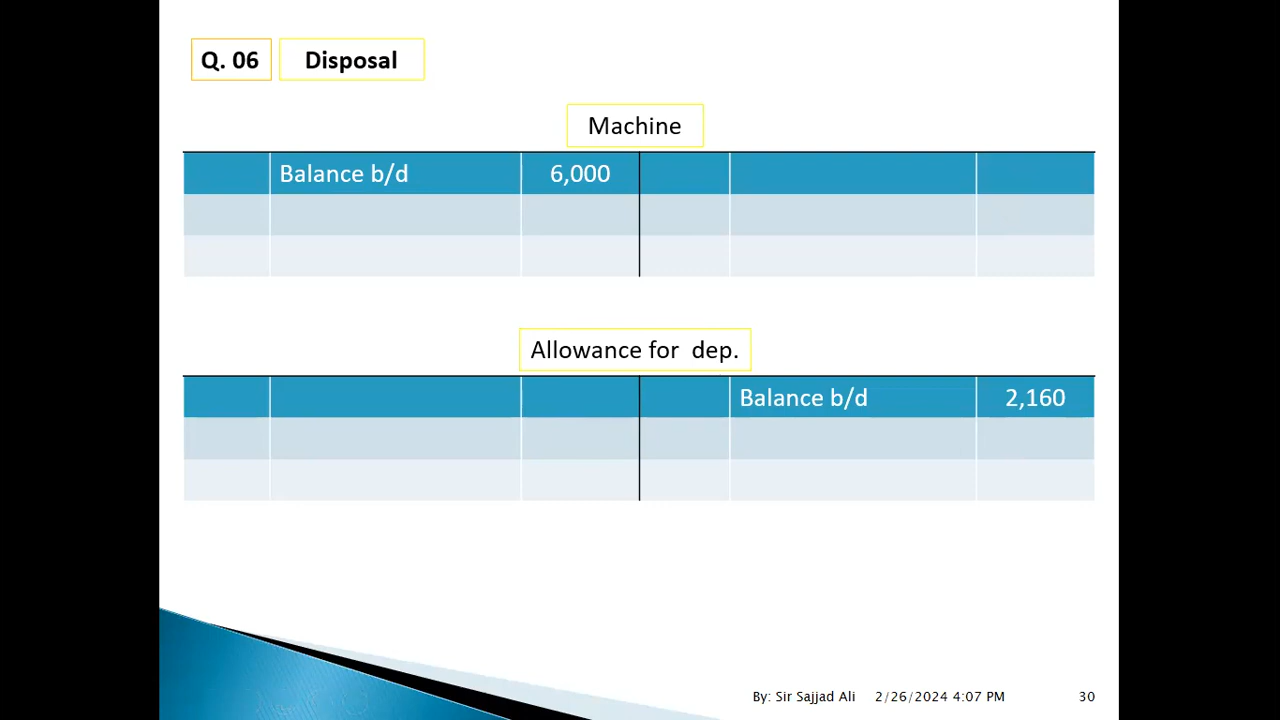 Q. 06 Disposal
Machine
Balance b/d 6,000
Allowance for dep.
Balance b/d 2,160
By: Sir Sajjad Ali 2/26/2024 4:07 PM 30